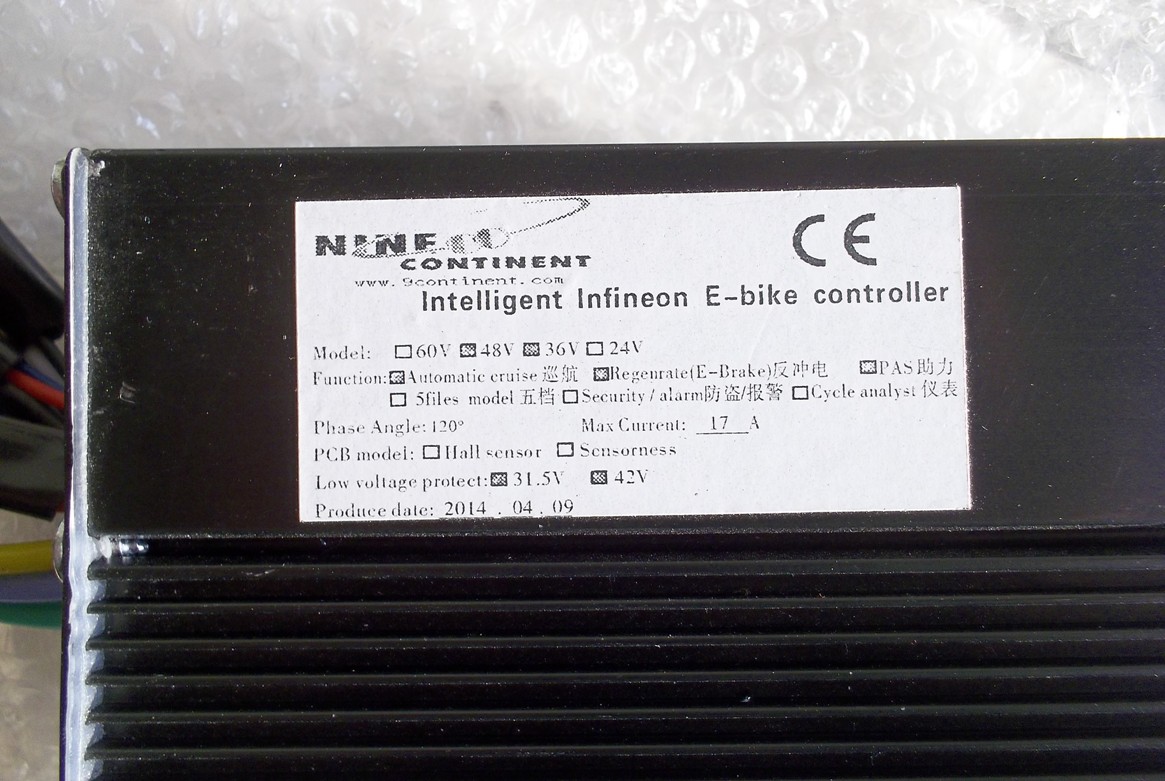 NINE
CONTINENT
www.9continent.com
CE
Intelligent Infineon E-bike controller
Model: □60V ▩48V ▩36V □24V
Function:▩Automatic cruise 巡航 ▩Regenrate(E-Brake)反冲电 ▩PAS 助力
□ 5files model 五档 □Security / alarm防盗/报警 □Cycle analyst 仪表
Phase Angle: 120° Max Current: 17 A
PCB model: □Hall sensor □ Sensorness
Low voltage protect:▩31.5V ▩42V
Produce date: 2014 . 04 . 09